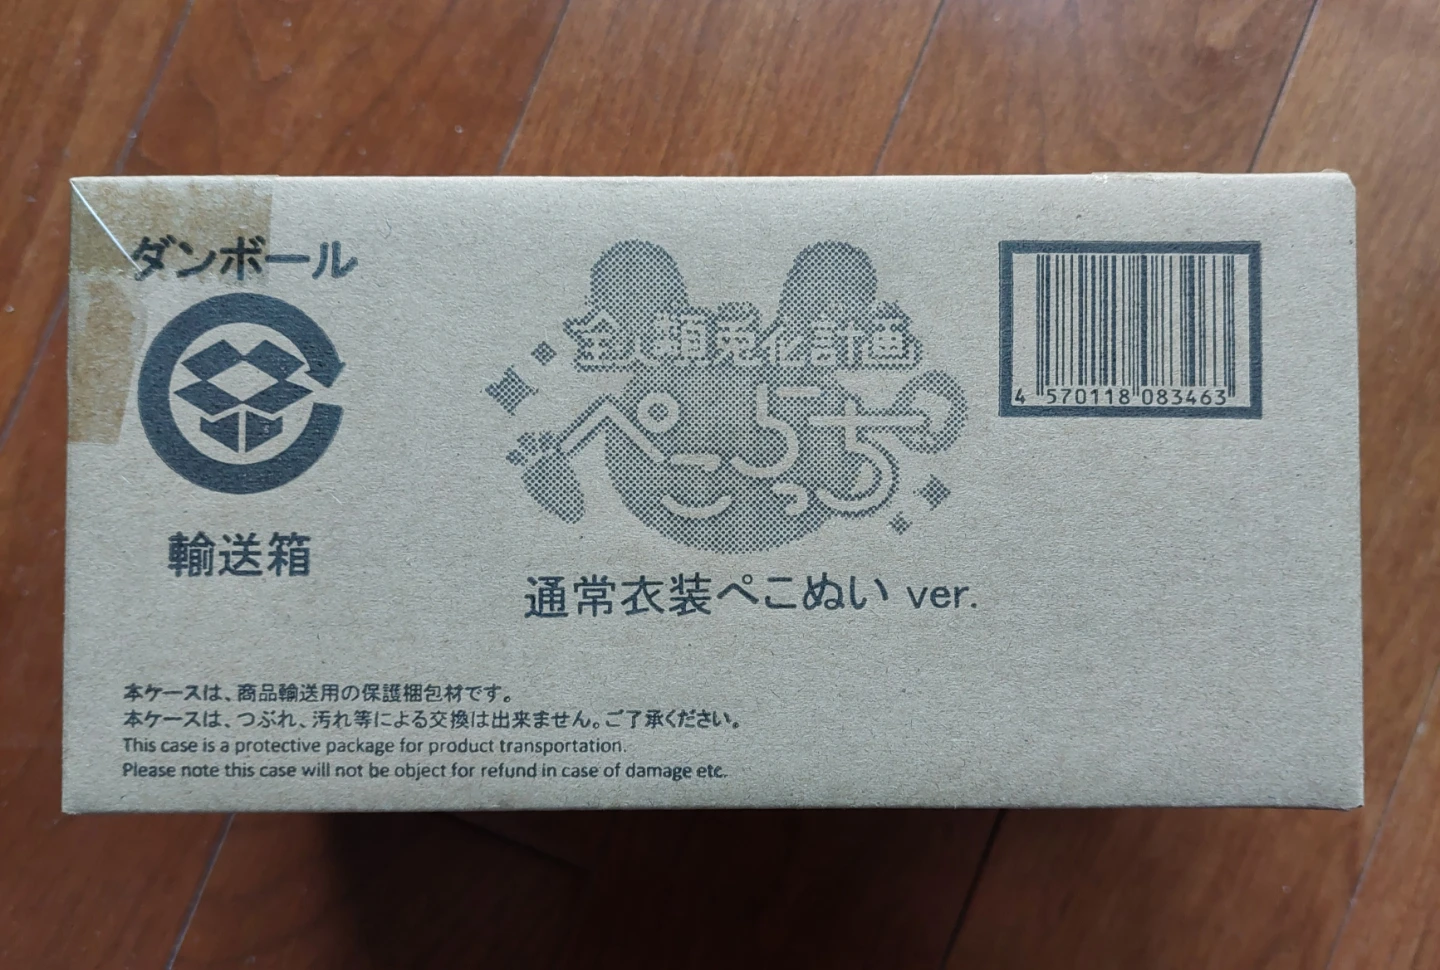 ダンボール
輸送箱
全人類兎化計画
ぺこらっち
通常衣装ぺこぬい ver.
4 570118 083463
本ケースは、商品輸送用の保護梱包材です。
本ケースは、つぶれ、汚れ等による交換は出来ません。ご了承ください。
This case is a protective package for product transportation.
Please note this case will not be object for refund in case of damage etc.